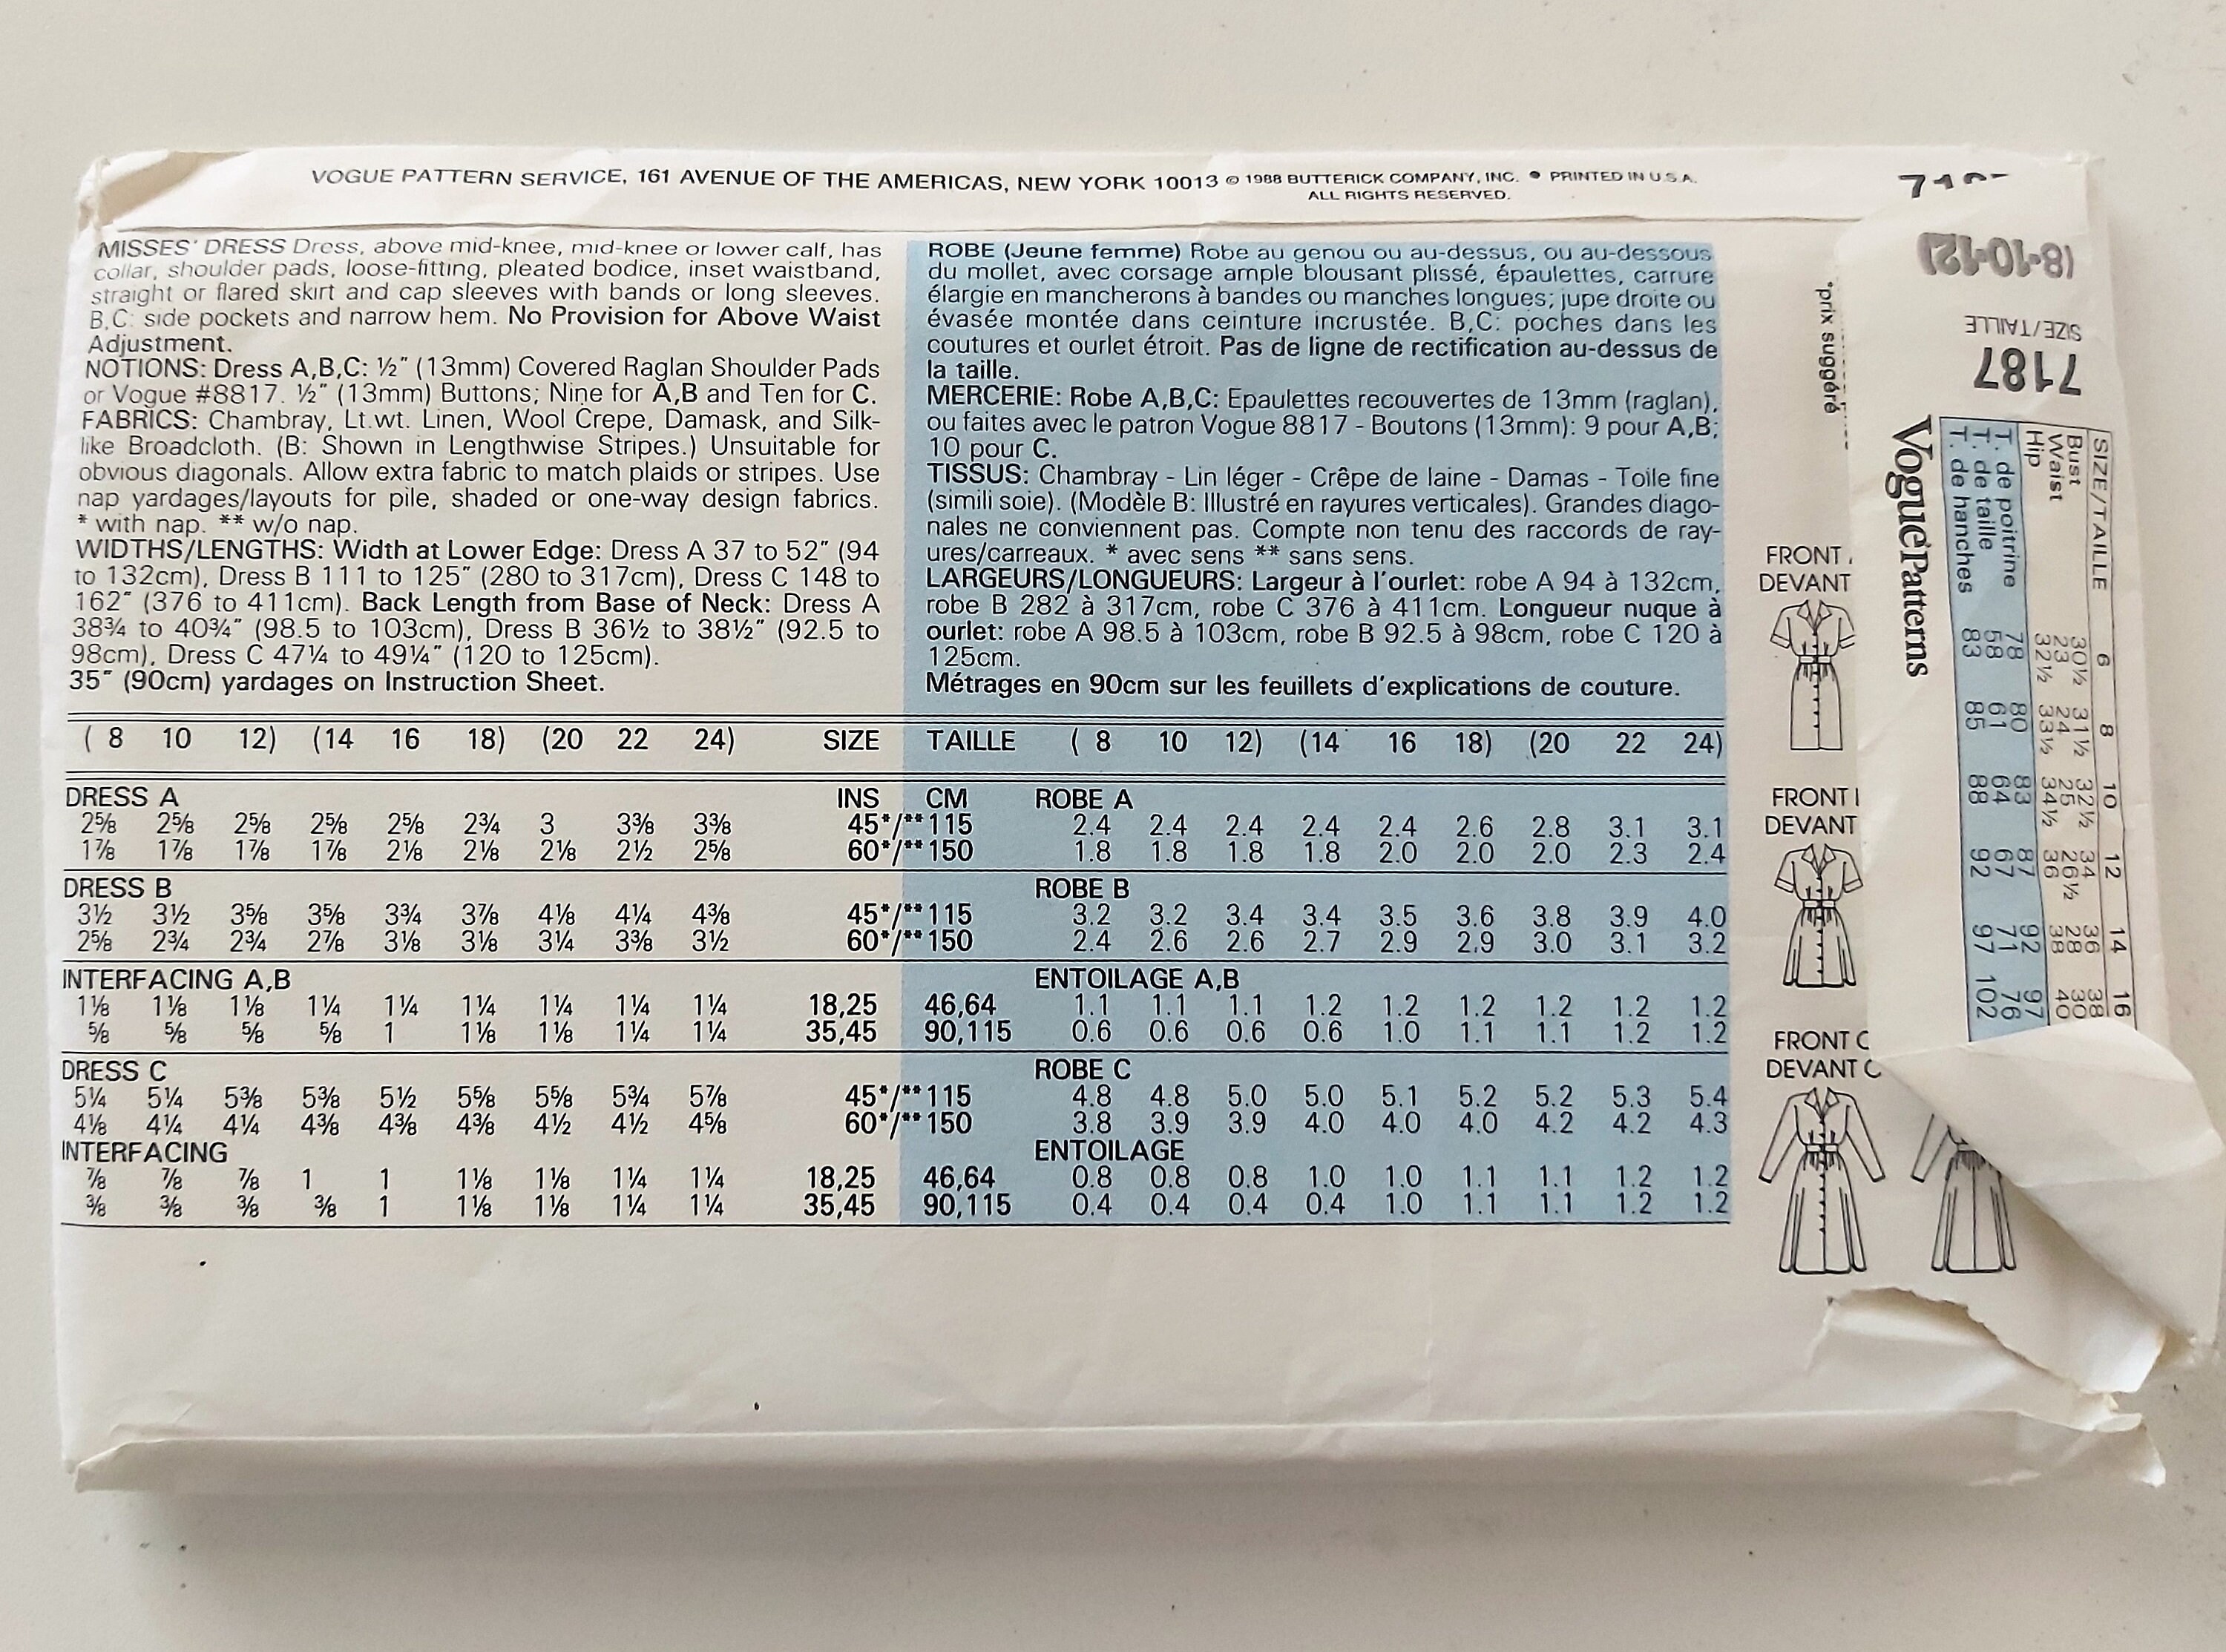 VOGUE PATTERN SERVICE, 161 AVENUE OF THE AMERICAS, NEW YORK 10013 © 1988 BUTTERICK COMPANY, INC. ● PRINTED IN U.S.A.
ALL RIGHTS RESERVED.
MISSES' DRESS Dress, above mid-knee, mid-knee or lower calf, has
collar, shoulder pads, loose-fitting, pleated bodice, inset waistband,
straight or flared skirt and cap sleeves with bands or long sleeves.
B,C: side pockets and narrow hem. No Provision for Above Waist
Adjustment.
NOTIONS: Dress A,B,C: ½" (13mm) Covered Raglan Shoulder Pads
or Vogue #8817. ½" (13mm) Buttons; Nine for A,B and Ten for C.
FABRICS: Chambray, Lt.wt. Linen, Wool Crepe, Damask, and Silk-
like Broadcloth. (B: Shown in Lengthwise Stripes.) Unsuitable for
obvious diagonals. Allow extra fabric to match plaids or stripes. Use
nap yardages/layouts for pile, shaded or one-way design fabrics.
* with nap. ** w/o nap.
WIDTHS/LENGTHS: Width at Lower Edge: Dress A 37 to 52" (94
to 132cm), Dress B 111 to 125" (280 to 317cm), Dress C 148 to
162" (376 to 411cm). Back Length from Base of Neck: Dress A
38¾ to 40¾" (98.5 to 103cm), Dress B 36½ to 38½" (92.5 to
98cm), Dress C 47¼ to 49¼" (120 to 125cm).
35" (90cm) yardages on Instruction Sheet.
ROBE (Jeune femme) Robe au genou ou au-dessus, ou au-dessous
du mollet, avec corsage ample blousant plissé, épaulettes, carrure
élargie en mancherons à bandes ou manches longues; jupe droite ou
évasée montée dans ceinture incrustée. B,C: poches dans les
coutures et ourlet étroit. Pas de ligne de rectification au-dessus de
la taille.
MERCERIE: Robe A,B,C: Epaulettes recouvertes de 13mm (raglan),
ou faites avec le patron Vogue 8817 - Boutons (13mm): 9 pour A,B;
10 pour C.
TISSUS: Chambray - Lin léger - Crêpe de laine - Damas - Toile fine
(simili soie). (Modèle B: Illustré en rayures verticales). Grandes diago-
nales ne conviennent pas. Compte non tenu des raccords de ray-
ures/carreaux. * avec sens ** sans sens.
LARGEURS/LONGUEURS: Largeur à l'ourlet: robe A 94 à 132cm,
robe B 282 à 317cm, robe C 376 à 411cm. Longueur nuque à
ourlet: robe A 98.5 à 103cm, robe B 92.5 à 98cm, robe C 120 à
125cm.
Métrages en 90cm sur les feuillets d'explications de couture.
( 8 10 12) (14 16 18) (20 22 24) SIZE TAILLE ( 8 10 12) (14 16 18) (20 22 24)
DRESS A INS CM ROBE A
2⅝ 2⅝ 2⅝ 2⅝ 2⅝ 2¾ 3 3⅜ 3⅜ 45*/** 115 2.4 2.4 2.4 2.4 2.4 2.6 2.8 3.1 3.1
1⅞ 1⅞ 1⅞ 1⅞ 2⅛ 2⅛ 2⅛ 2½ 2⅝ 60*/** 150 1.8 1.8 1.8 1.8 2.0 2.0 2.0 2.3 2.4
DRESS B ROBE B
3½ 3½ 3⅝ 3⅝ 3¾ 3⅞ 4⅛ 4¼ 4⅜ 45*/** 115 3.2 3.2 3.4 3.4 3.5 3.6 3.8 3.9 4.0
2⅝ 2¾ 2¾ 2⅞ 3⅛ 3⅛ 3¼ 3⅜ 3½ 60*/** 150 2.4 2.6 2.6 2.7 2.9 2.9 3.0 3.1 3.2
INTERFACING A,B ENTOILAGE A,B
1⅛ 1⅛ 1⅛ 1¼ 1¼ 1¼ 1¼ 1¼ 1¼ 18,25 46,64 1.1 1.1 1.1 1.2 1.2 1.2 1.2 1.2 1.2
⅝ ⅝ ⅝ ⅝ 1 1⅛ 1⅛ 1¼ 1¼ 35,45 90,115 0.6 0.6 0.6 0.6 1.0 1.1 1.1 1.2 1.2
DRESS C ROBE C
5¼ 5¼ 5⅜ 5⅜ 5½ 5⅝ 5⅝ 5¾ 5⅞ 45*/** 115 4.8 4.8 5.0 5.0 5.1 5.2 5.2 5.3 5.4
4⅛ 4¼ 4¼ 4⅜ 4⅜ 4⅜ 4½ 4½ 4⅝ 60*/** 150 3.8 3.9 3.9 4.0 4.0 4.0 4.2 4.2 4.3
INTERFACING ENTOILAGE
⅞ ⅞ ⅞ 1 1 1⅛ 1⅛ 1¼ 1¼ 18,25 46,64 0.8 0.8 0.8 1.0 1.0 1.1 1.1 1.2 1.2
⅜ ⅜ ⅜ ⅜ 1 1⅛ 1⅛ 1¼ 1¼ 35,45 90,115 0.4 0.4 0.4 0.4 1.0 1.1 1.1 1.2 1.2
*prix suggéré
FRONT
DEVANT
FRONT
DEVANT
FRONT C
DEVANT C
7187
SIZE/TAILLE
(8-10-12)
Vogue Patterns
SIZE/TAILLE 6 8 10 12 14 16
Bust 30½ 31½ 32½ 34 36 38
Waist 23 24 25 26½ 28 30
Hip 32½ 33½ 34½ 36 38 40
T. de poitrine 78 80 83 87 92 97
T. de taille 58 61 64 67 71 76
T. de hanches 83 85 88 92 97 102